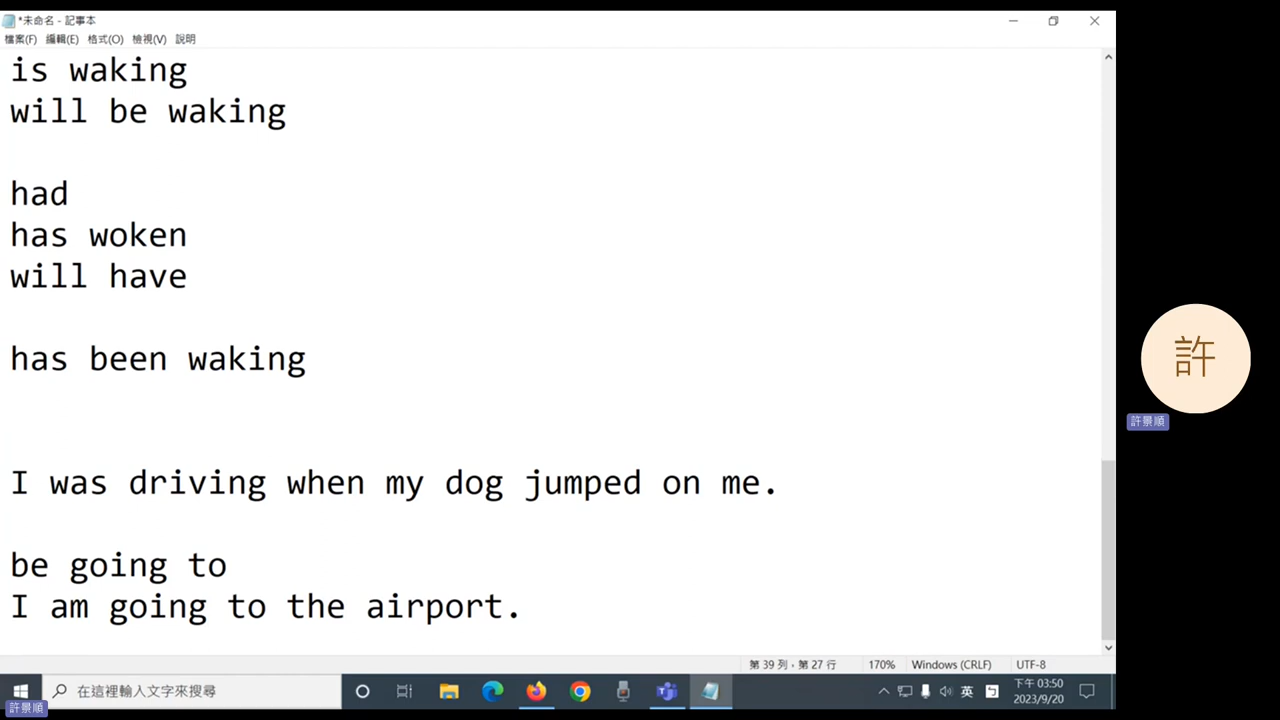 *未命名 - 記事本
檔案(F) 編輯(E) 格式(O) 檢視(V) 說明
is waking
will be waking
had
has woken
will have
has been waking
I was driving when my dog jumped on me.
be going to
I am going to the airport.
第 39 列，第 27 行 170% Windows (CRLF) UTF-8
在這裡輸入文字來搜尋
英
下午 03:50
2023/9/20
許景順
許
許景順